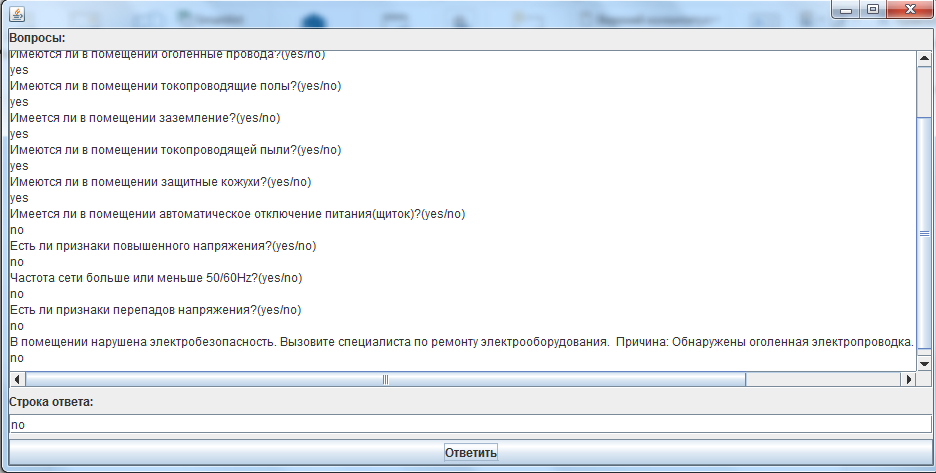 Вопросы:
Имеются ли в помещении оголенные провода?(yes/no)
yes
Имеются ли в помещении токопроводящие полы?(yes/no)
yes
Имеется ли в помещении заземление?(yes/no)
yes
Имеются ли в помещении токопроводящей пыли?(yes/no)
yes
Имеются ли в помещении защитные кожухи?(yes/no)
yes
Имеется ли в помещении автоматическое отключение питания(щиток)?(yes/no)
no
Есть ли признаки повышенного напряжения?(yes/no)
no
Частота сети больше или меньше 50/60Hz?(yes/no)
no
Есть ли признаки перепадов напряжения?(yes/no)
no
В помещении нарушена электробезопасность. Вызовите специалиста по ремонту электрооборудования.  Причина: Обнаружены оголенная электропроводка.
no
Строка ответа:
no
Ответить